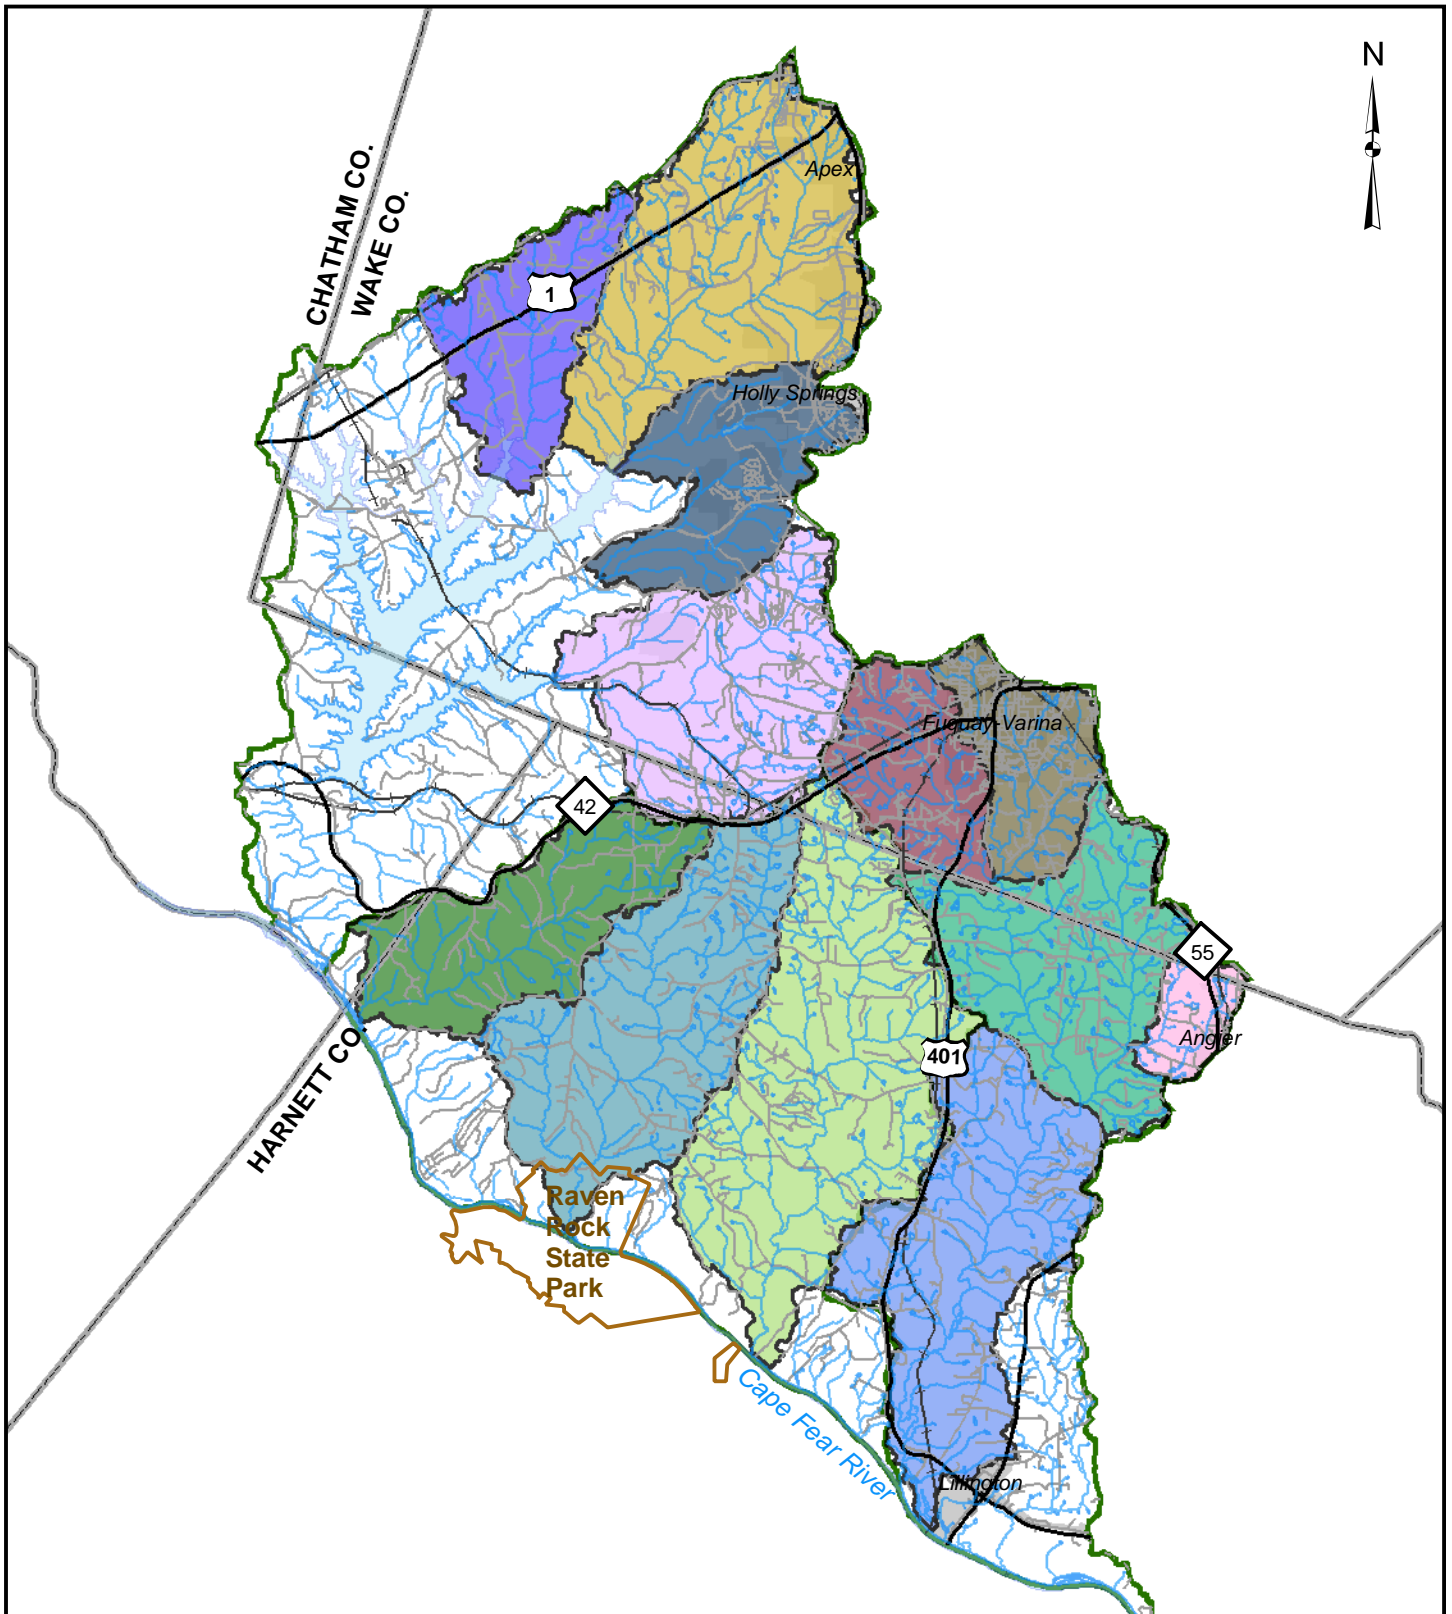 N
Apex
CHATHAM CO.
WAKE CO.
1
Holly Springs
Fuquay-Varina
42
55
Angier
401
HARNETT CO.
Raven
Rock
State
Park
Cape Fear River
Lillington